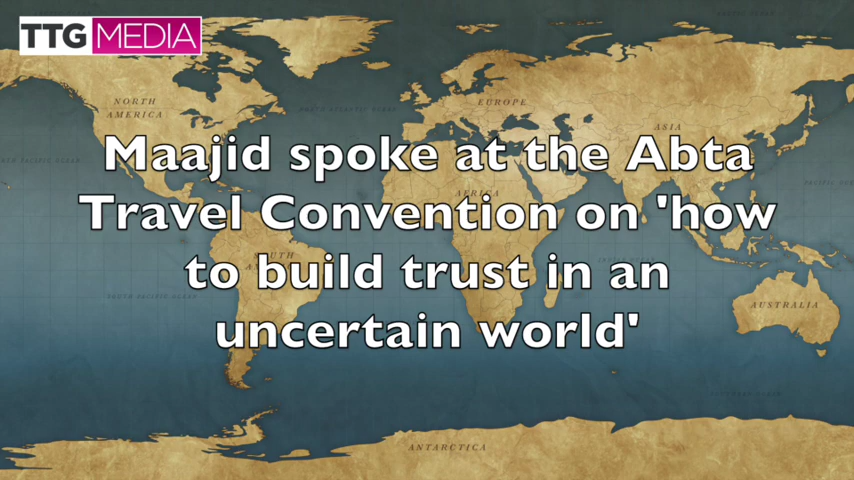 TTG MEDIA
NORTH
AMERICA
EUROPE
ASIA
Maajid spoke at the Abta
AFRICA
Travel Convention on 'how
to build trust in an
uncertain world'
AUSTRALIA
ANTARCTICA